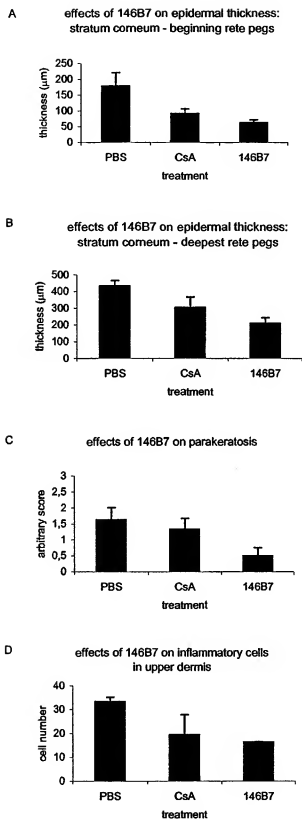 A
effects of 146B7 on epidermal thickness:
stratum corneum - beginning rete pegs
thickness (µm)
250
200
150
100
50
0
PBS CsA 146B7
treatment
B
effects of 146B7 on epidermal thickness:
stratum corneum - deepest rete pegs
thickness (µm)
500
400
300
200
100
0
PBS CsA 146B7
treatment
C
effects of 146B7 on parakeratosis
arbitrary score
3
2,5
2
1,5
1
0,5
0
PBS CsA 146B7
treatment
D
effects of 146B7 on inflammatory cells
in upper dermis
cell number
40
30
20
10
0
PBS CsA 146B7
treatment